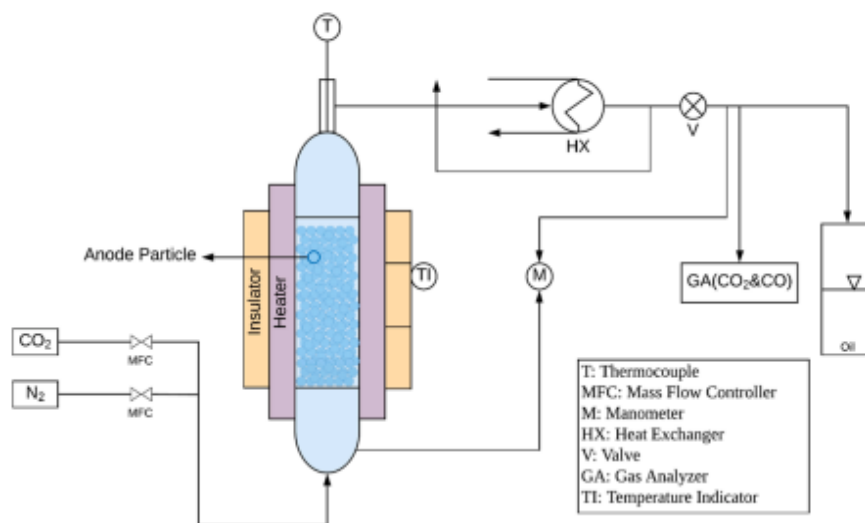 T
HX
V
Anode Particle
Insulator
Heater
TI
M
GA(CO₂&CO)
Oil
CO₂
MFC
N₂
MFC
T: Thermocouple
MFC: Mass Flow Controller
M: Manometer
HX: Heat Exchanger
V: Valve
GA: Gas Analyzer
TI: Temperature Indicator